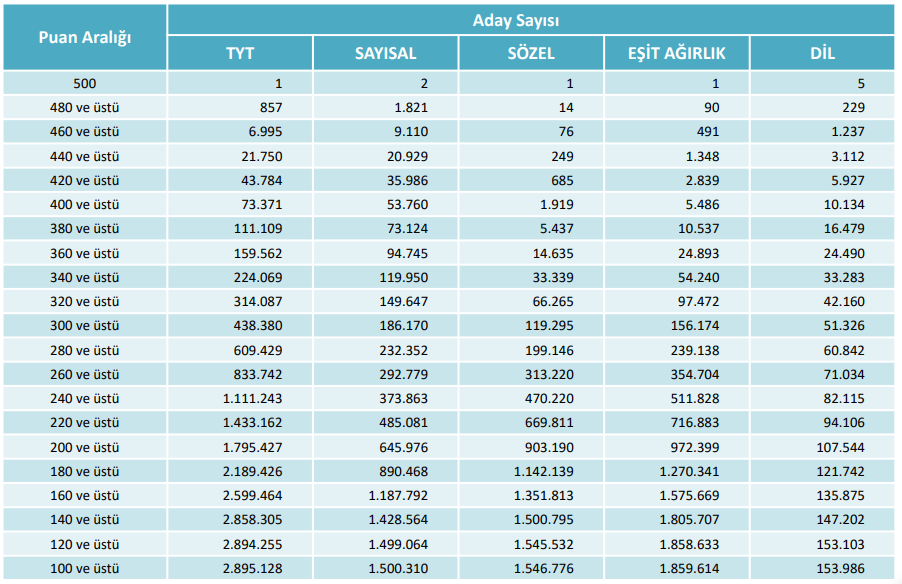 Puan Aralığı Aday Sayısı
TYT SAYISAL SÖZEL EŞİT AĞIRLIK DİL
500 1 2 1 1 5
480 ve üstü 857 1.821 14 90 229
460 ve üstü 6.995 9.110 76 491 1.237
440 ve üstü 21.750 20.929 249 1.348 3.112
420 ve üstü 43.784 35.986 685 2.839 5.927
400 ve üstü 73.371 53.760 1.919 5.486 10.134
380 ve üstü 111.109 73.124 5.437 10.537 16.479
360 ve üstü 159.562 94.745 14.635 24.893 24.490
340 ve üstü 224.069 119.950 33.339 54.240 33.283
320 ve üstü 314.087 149.647 66.265 97.472 42.160
300 ve üstü 438.380 186.170 119.295 156.174 51.326
280 ve üstü 609.429 232.352 199.146 239.138 60.842
260 ve üstü 833.742 292.779 313.220 354.704 71.034
240 ve üstü 1.111.243 373.863 470.220 511.828 82.115
220 ve üstü 1.433.162 485.081 669.811 716.883 94.106
200 ve üstü 1.795.427 645.976 903.190 972.399 107.544
180 ve üstü 2.189.426 890.468 1.142.139 1.270.341 121.742
160 ve üstü 2.599.464 1.187.792 1.351.813 1.575.669 135.875
140 ve üstü 2.858.305 1.428.564 1.500.795 1.805.707 147.202
120 ve üstü 2.894.255 1.499.064 1.545.532 1.858.633 153.103
100 ve üstü 2.895.128 1.500.310 1.546.776 1.859.614 153.986